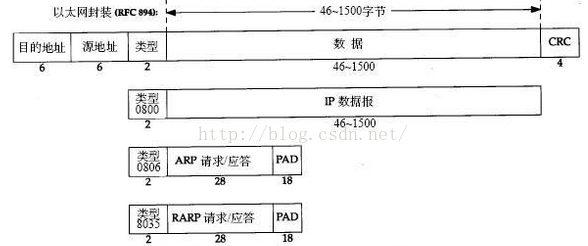 以太网封装 (RFC 894):
46~1500字节
目的地址 源地址 类型 数 据 CRC
6 6 2 46~1500 4
类型 0800 IP 数据报
2 46~1500
http://blog.csdn.net/
类型 0806 ARP 请求/应答 PAD
2 28 18
类型 8035 RARP 请求/应答 PAD
2 28 18